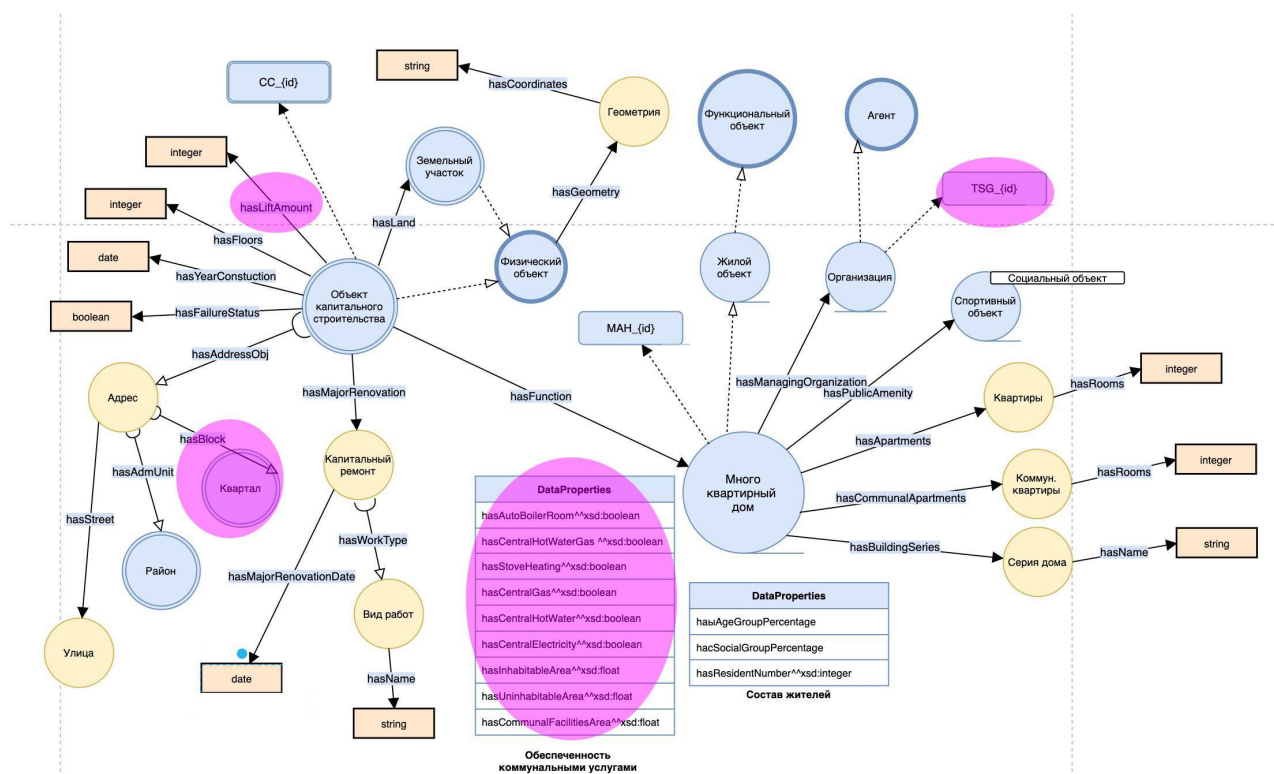 string
CC_{id}
hasCoordinates
Геометрия
Функциональный
объект
Агент
integer
Земельный
участок
hasLiftAmount
hasLand
hasGeometry
TSG_{id}
integer
hasFloors
date
hasYearConstuction
Физический
объект
Жилой
объект
Организация
Социальный объект
Спортивный
объект
Объект
капитального
строительства
boolean
hasFailureStatus
MAH_{id}
hasAddressObj
hasMajorRenovation
hasFunction
hasManagingOrganization
hasPublicAmenity
Адрес
Квартиры
hasRooms
integer
hasBlock
hasApartments
hasAdmUnit
Квартал
Капитальный
ремонт
Много
квартирный
дом
hasCommunalApartments
Коммун.
квартиры
hasRooms
integer
hasStreet
hasWorkType
hasBuildingSeries
Серия дома
hasName
string
Район
hasMajorRenovationDate
Вид работ
Улица
date
hasName
string
DataProperties
hasAutoBoilerRoom^^xsd:boolean
hasCentralHotWaterGas ^^xsd:boolean
hasStoveHeating^^xsd:boolean
hasCentralGas^^xsd:boolean
hasCentralHotWater^^xsd:boolean
hasCentralElectricity^^xsd:boolean
hasInhabitableArea^^xsd:float
hasUninhabitableArea^^xsd:float
hasCommunalFacilitiesArea^^xsd:float
Обеспеченность
коммунальными услугами
DataProperties
haыAgeGroupPercentage
hacSocialGroupPercentage
hasResidentNumber^^xsd:integer
Состав жителей